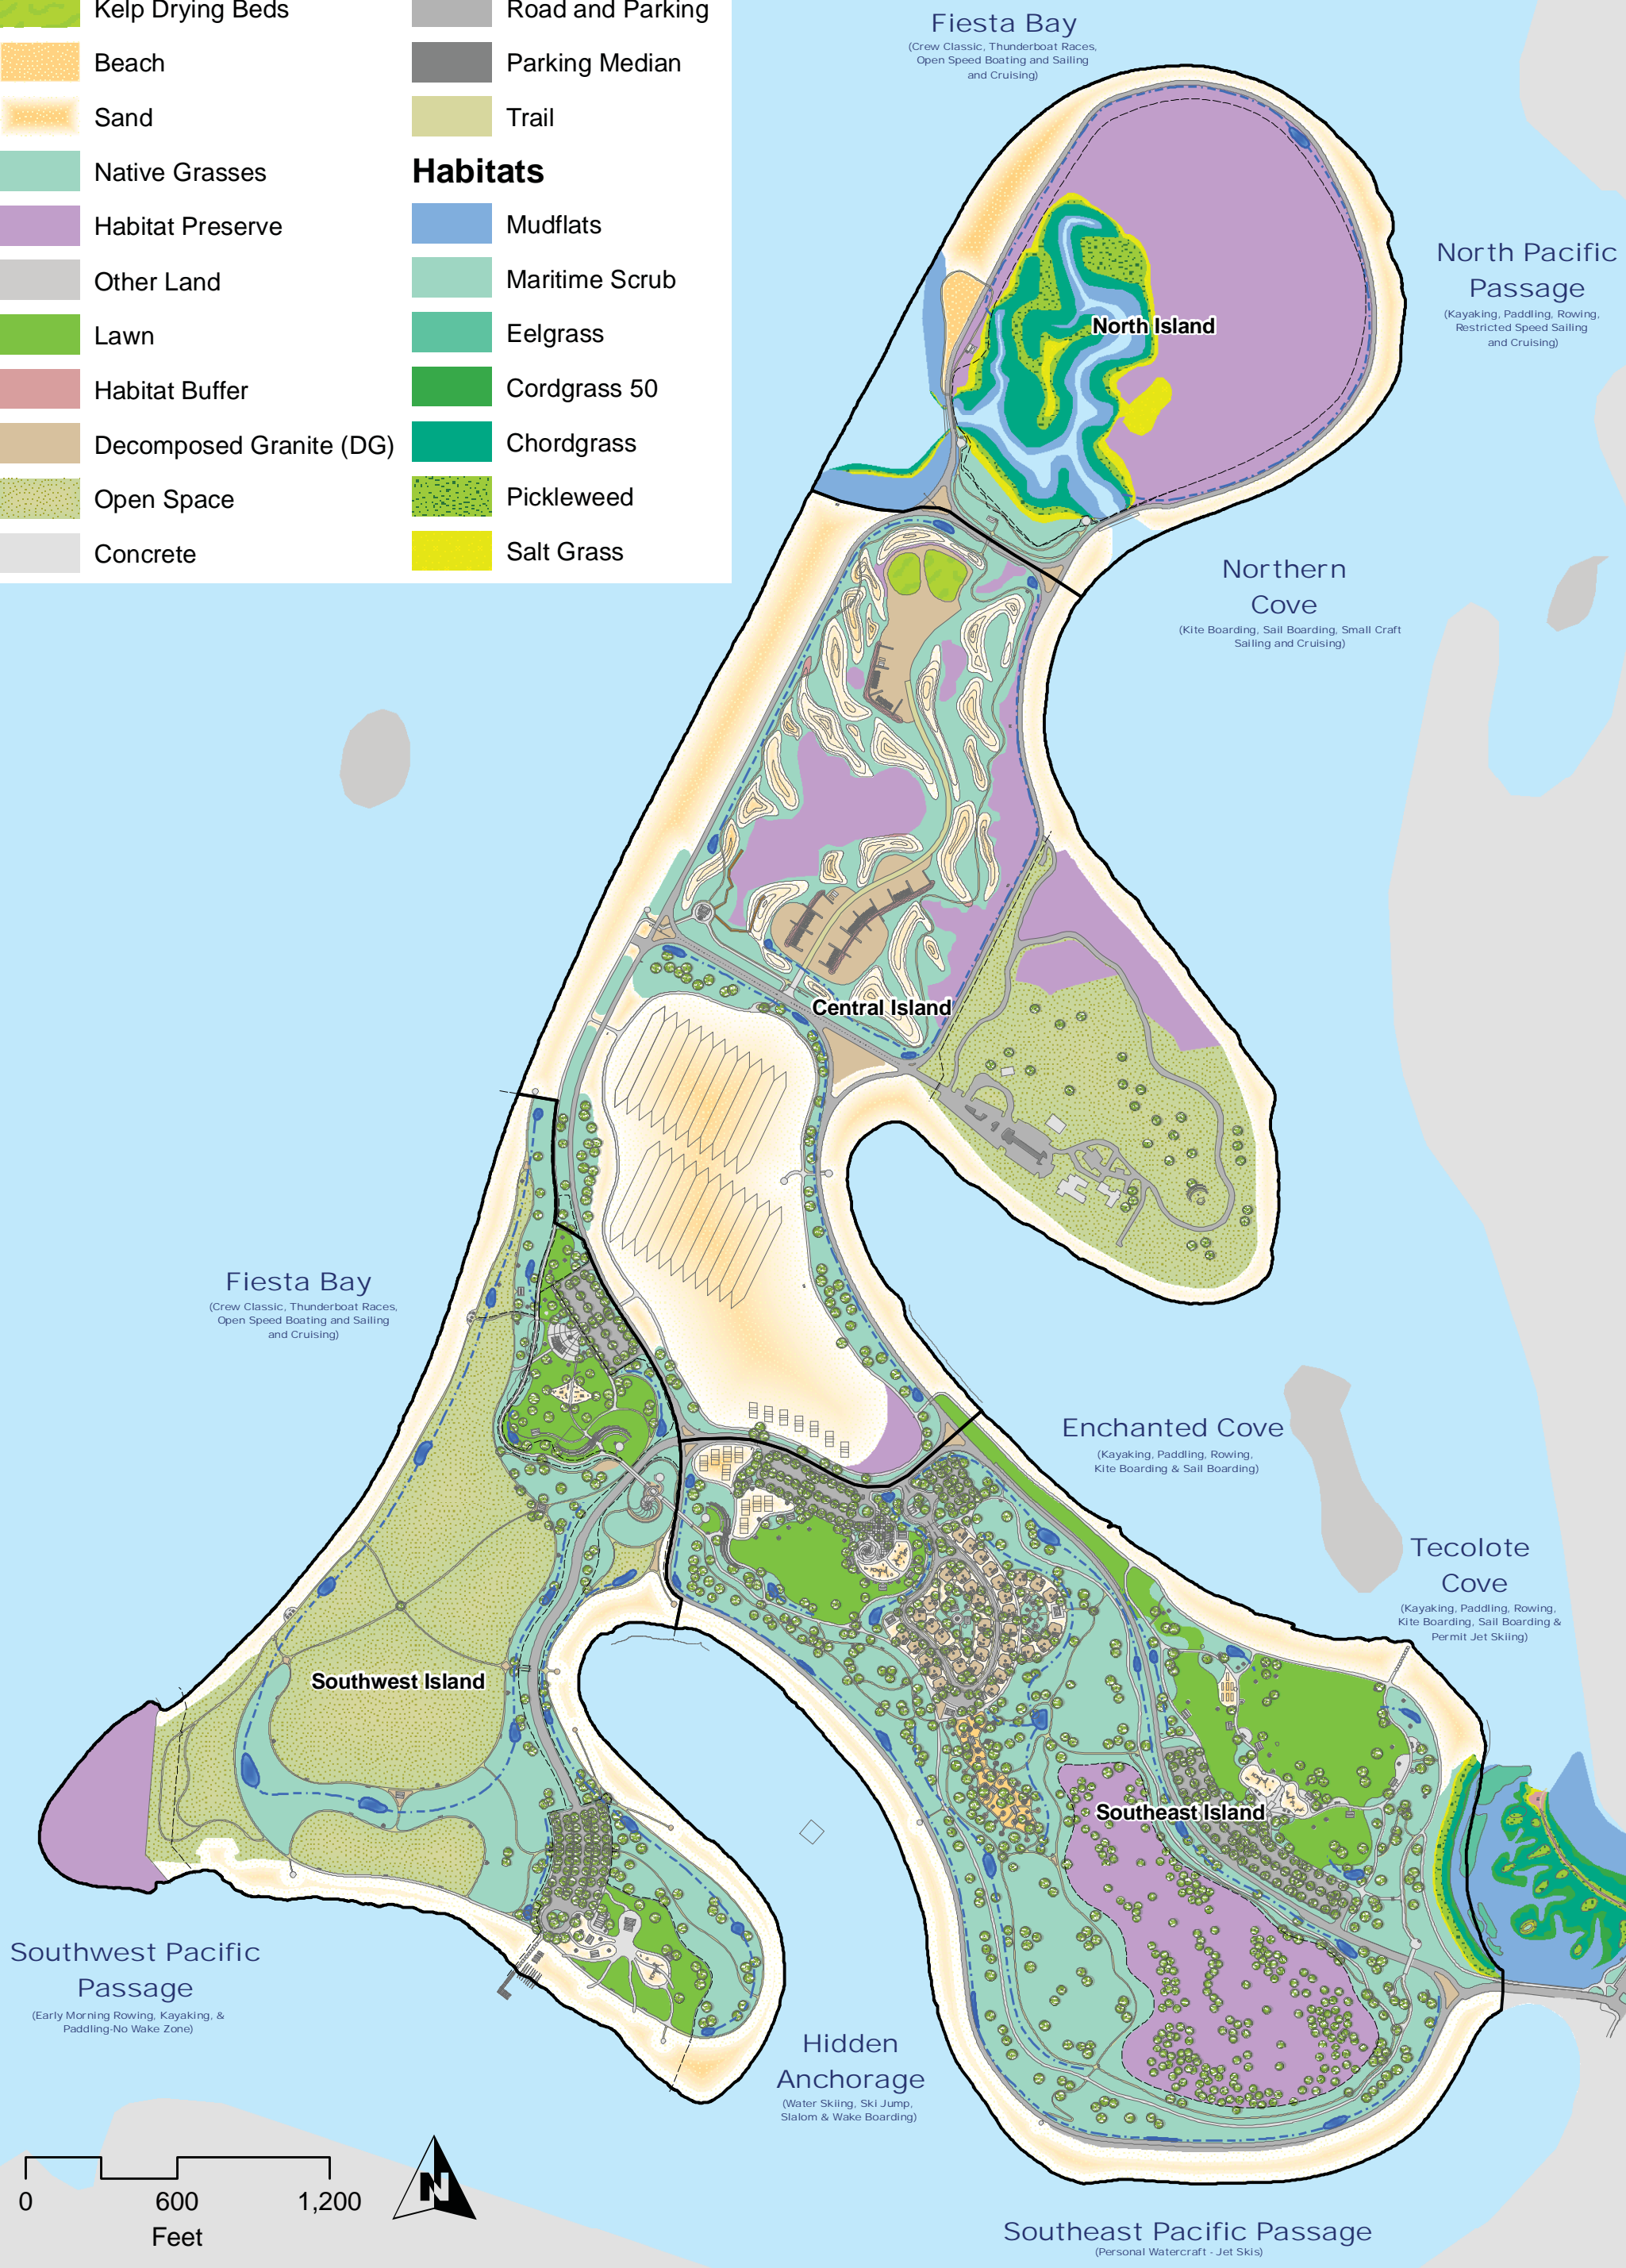 Kelp Drying Beds
Beach
Sand
Native Grasses
Habitat Preserve
Other Land
Lawn
Habitat Buffer
Decomposed Granite (DG)
Open Space
Concrete
Road and Parking
Parking Median
Trail
Habitats
Mudflats
Maritime Scrub
Eelgrass
Cordgrass 50
Chordgrass
Pickleweed
Salt Grass
Fiesta Bay
(Crew Classic, Thunderboat Races,
Open Speed Boating and Sailing
and Cruising)
North Pacific
Passage
(Kayaking, Paddling, Rowing,
Restricted Speed Sailing
and Cruising)
North Island
Northern
Cove
(Kite Boarding, Sail Boarding, Small Craft
Sailing and Cruising)
Central Island
Fiesta Bay
(Crew Classic, Thunderboat Races,
Open Speed Boating and Sailing
and Cruising)
Enchanted Cove
(Kayaking, Paddling, Rowing,
Kite Boarding & Sail Boarding)
Tecolote
Cove
(Kayaking, Paddling, Rowing,
Kite Boarding, Sail Boarding &
Permit Jet Skiing)
Southwest Island
Southeast Island
Southwest Pacific
Passage
(Early Morning Rowing, Kayaking, &
Paddling-No Wake Zone)
Hidden
Anchorage
(Water Skiing, Ski Jump,
Slalom & Wake Boarding)
N
0 600 1,200
Feet
Southeast Pacific Passage
(Personal Watercraft - Jet Skis)